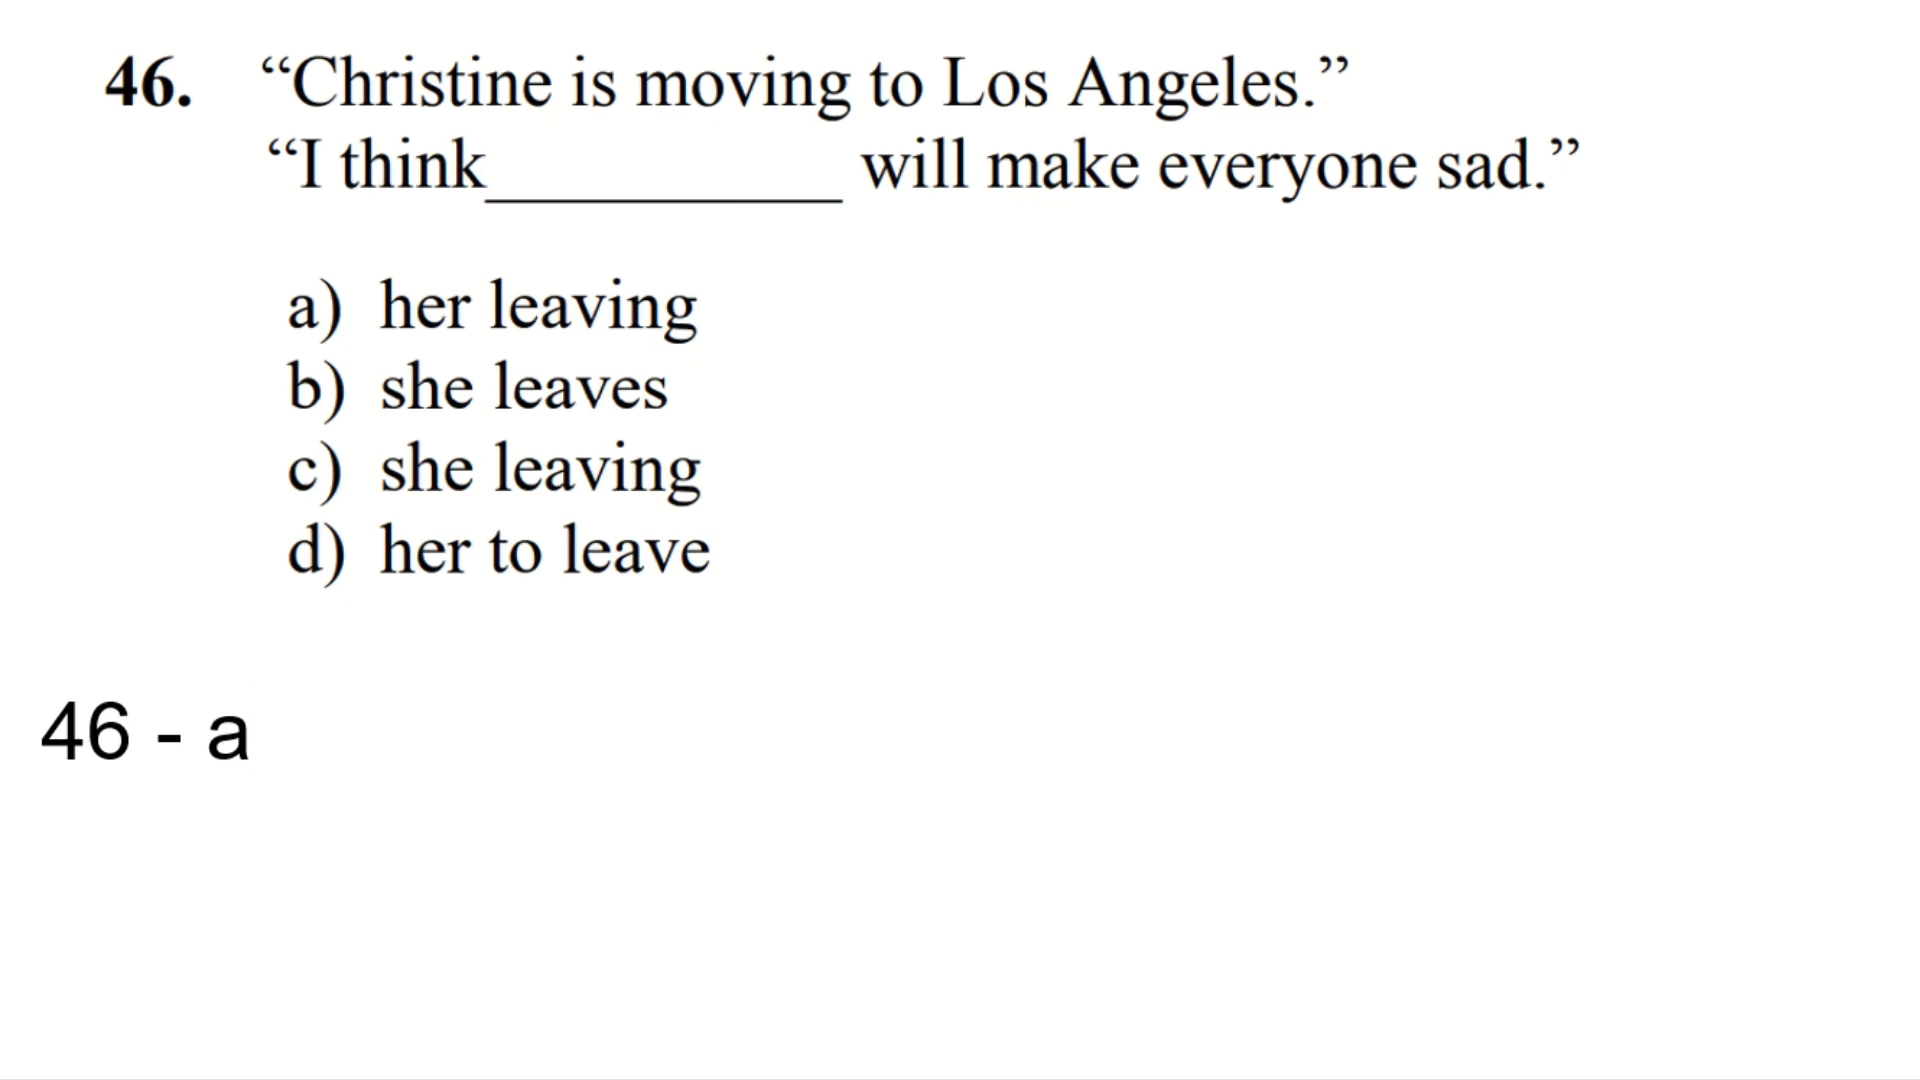 46. “Christine is moving to Los Angeles.”
“I think__________ will make everyone sad.”
a) her leaving
b) she leaves
c) she leaving
d) her to leave
46 - a